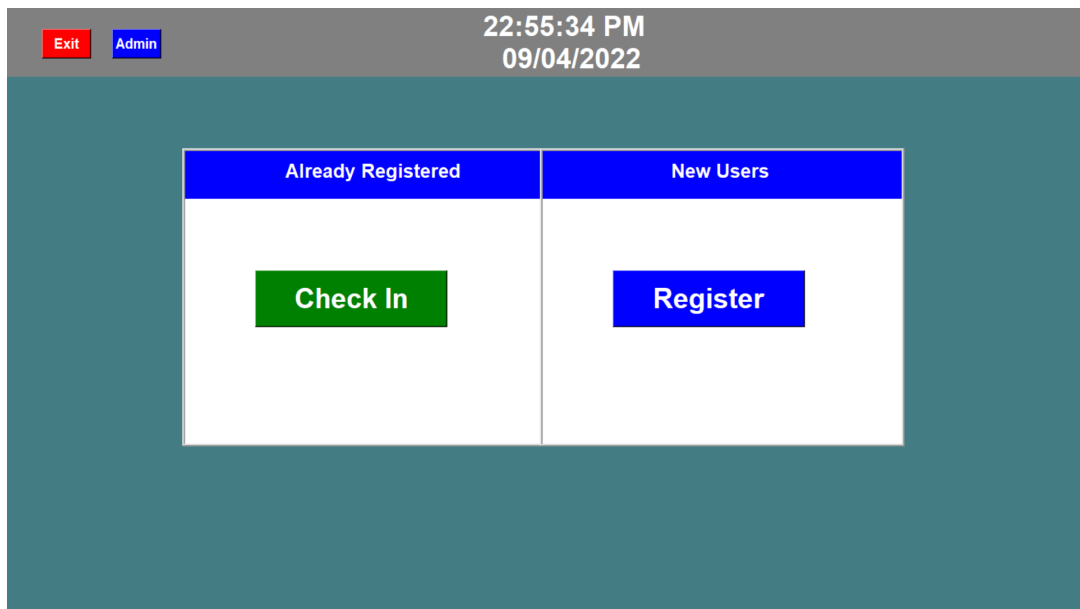 Exit
Admin
22:55:34 PM
09/04/2022
Already Registered
New Users
Check In
Register